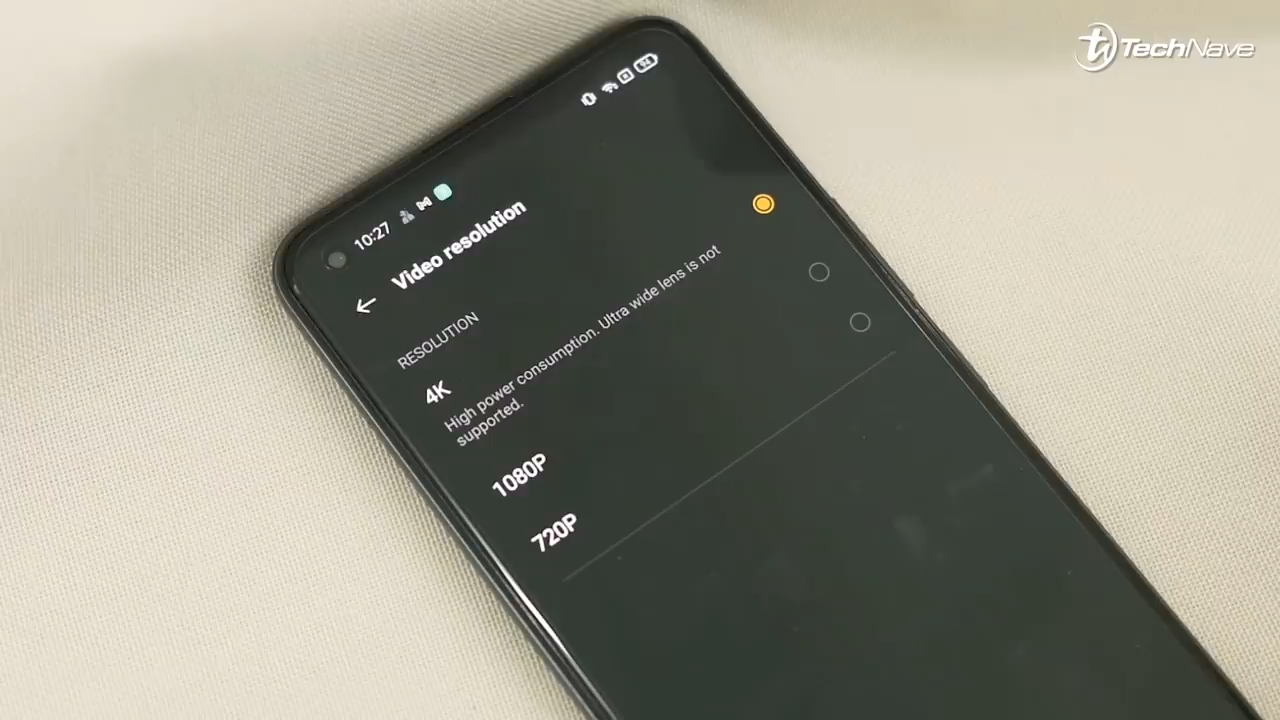 TechNave
10:27
Video resolution
RESOLUTION
4K
High power consumption. Ultra wide lens is not
supported.
1080P
720P